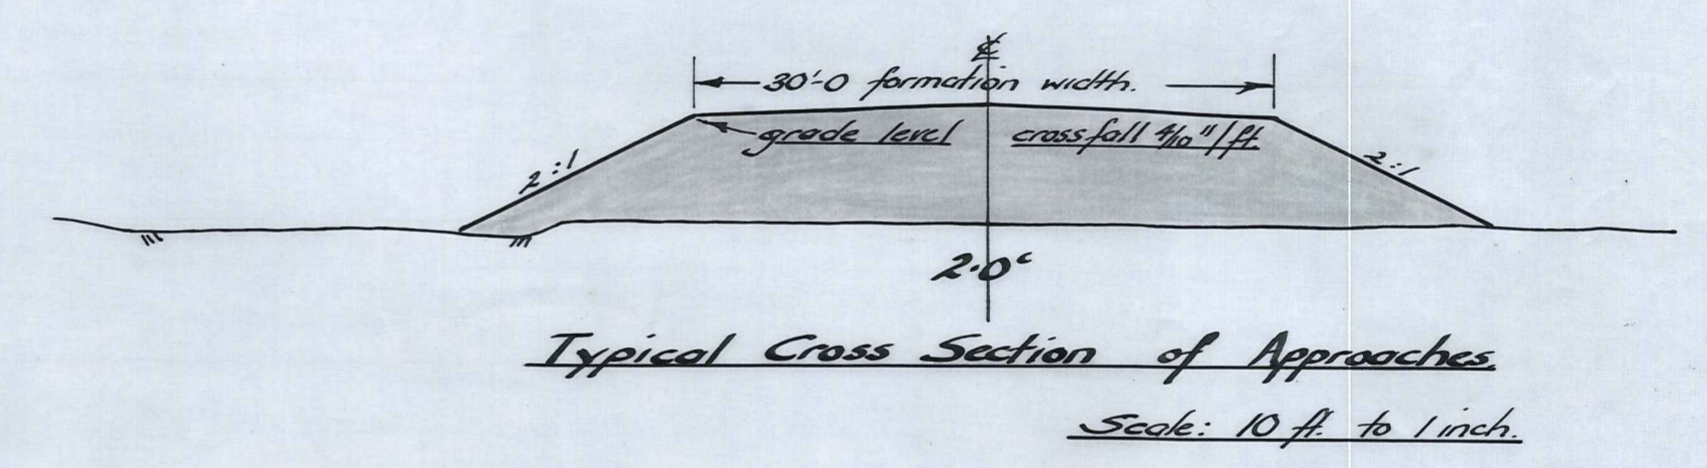 ℄
30'-0 formation width.
grade level
crossfall 4/10"/ft.
2:1
2:1
2·0ᶜ
Typical Cross Section of Approaches.
Scale: 10 ft. to 1 inch.